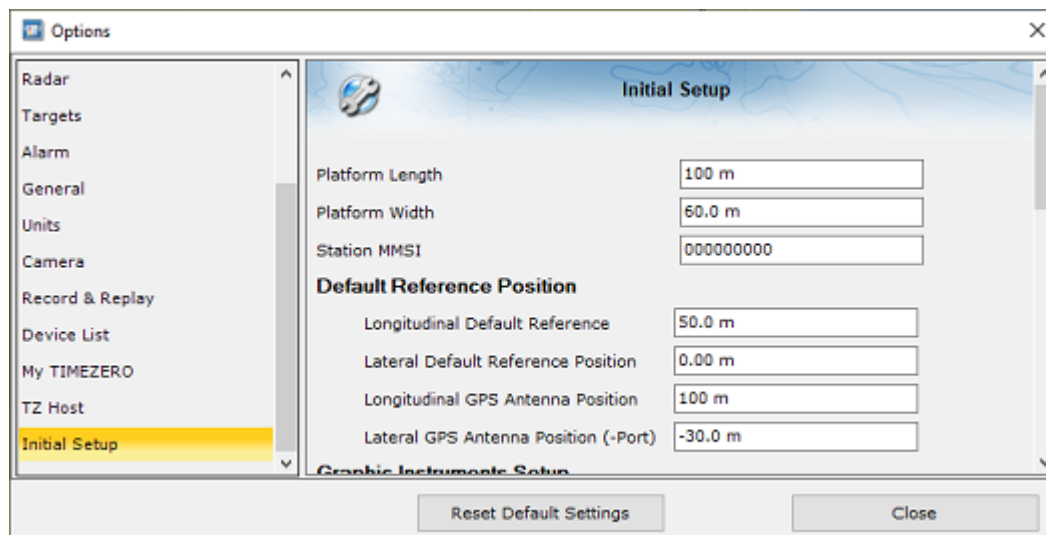 Options
Radar
Targets
Alarm
General
Units
Camera
Record & Replay
Device List
My TIMEZERO
TZ Host
Initial Setup
Initial Setup
Platform Length 100 m
Platform Width 60.0 m
Station MMSI 000000000
Default Reference Position
Longitudinal Default Reference 50.0 m
Lateral Default Reference Position 0.00 m
Longitudinal GPS Antenna Position 100 m
Lateral GPS Antenna Position (-Port) -30.0 m
Graphic Instruments Setup
Reset Default Settings Close